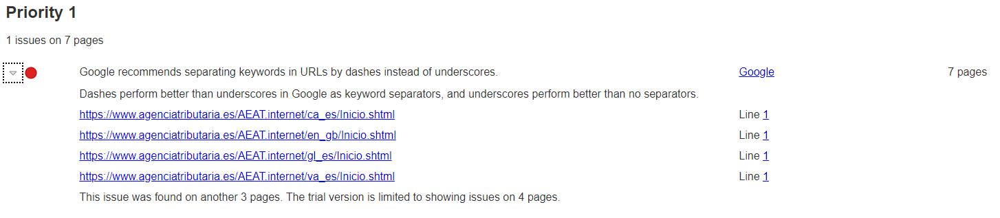 Priority 1
1 issues on 7 pages
Google recommends separating keywords in URLs by dashes instead of underscores. Google 7 pages
Dashes perform better than underscores in Google as keyword separators, and underscores perform better than no separators.
https://www.agenciatributaria.es/AEAT.internet/ca_es/Inicio.shtml Line 1
https://www.agenciatributaria.es/AEAT.internet/en_gb/Inicio.shtml Line 1
https://www.agenciatributaria.es/AEAT.internet/gl_es/Inicio.shtml Line 1
https://www.agenciatributaria.es/AEAT.internet/va_es/Inicio.shtml Line 1
This issue was found on another 3 pages. The trial version is limited to showing issues on 4 pages.